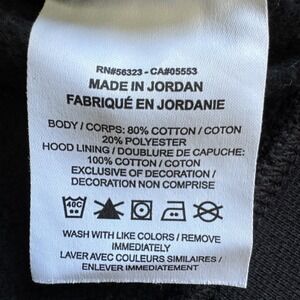 RN#56323 - CA#05553
MADE IN JORDAN
FABRIQUÉ EN JORDANIE
BODY / CORPS: 80% COTTON / COTON
20% POLYESTER
HOOD LINING / DOUBLURE DE CAPUCHE:
100% COTTON / COTON
EXCLUSIVE OF DECORATION /
DECORATION NON COMPRISE
40C
WASH WITH LIKE COLORS / REMOVE
IMMEDIATELY
LAVER AVEC COULEURS SIMILAIRES /
ENLEVER IMMEDIATEMENT